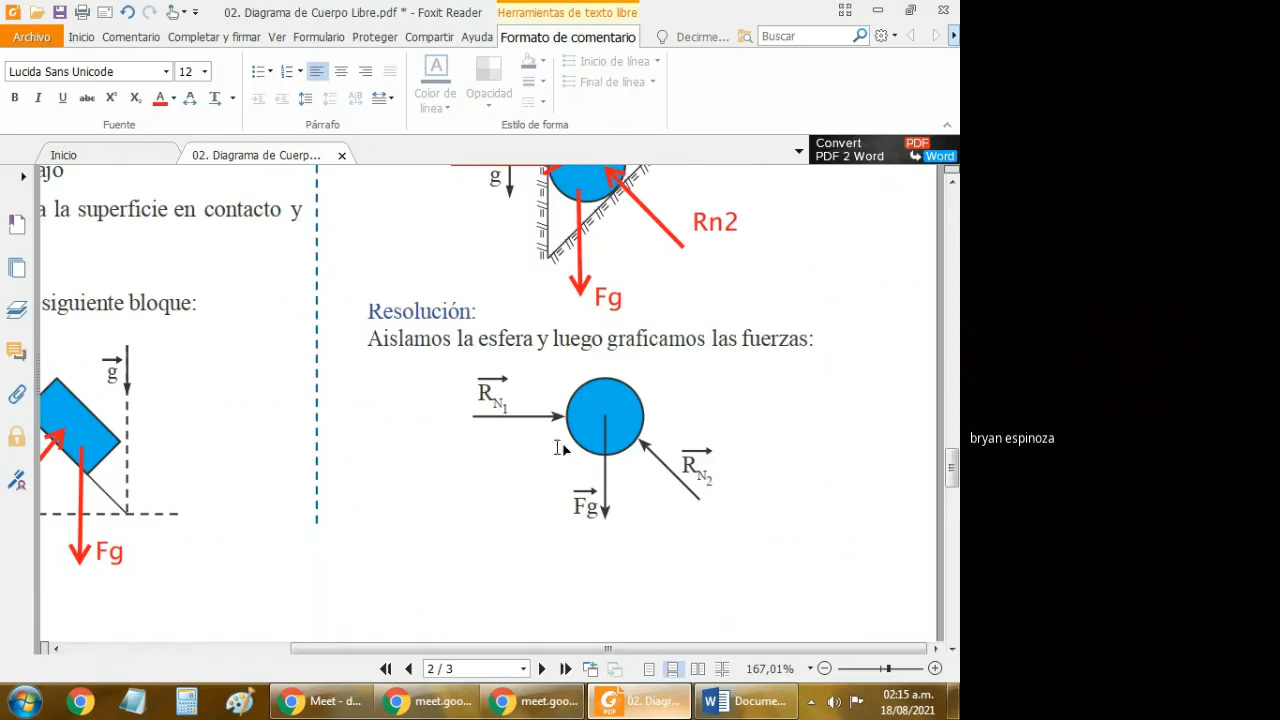 02. Diagrama de Cuerpo Libre.pdf * - Foxit Reader
Herramientas de texto libre
Archivo Inicio Comentario Completar y firmar Ver Formulario Proteger Compartir Ayuda Formato de comentario Decirme... Buscar
Lucida Sans Unicode 12
Color de línea
Opacidad
Inicio de línea
Final de línea
Fuente Párrafo Estilo de forma
Inicio 02. Diagrama de Cuerp...
Convert PDF
PDF 2 Word Word
ajo
a la superficie en contacto y
siguiente bloque:
g
Fg
g
Rn2
Fg
Resolución:
Aislamos la esfera y luego graficamos las fuerzas:
R_N1
R_N2
Fg
bryan espinoza
2 / 3
167,01%
Meet - d...
meet.goo...
meet.goo...
02. Diagr...
Docume...
02:15 a.m.
18/08/2021